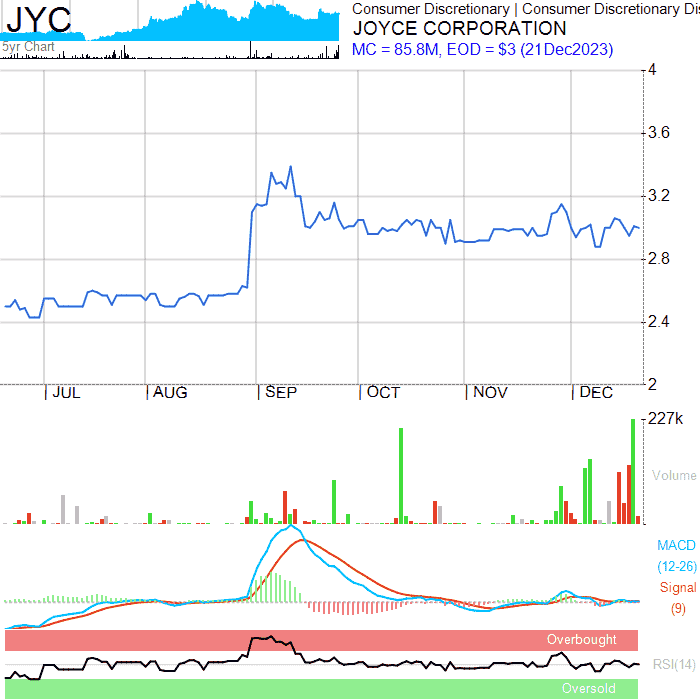 JYC
5yr Chart
Consumer Discretionary | Consumer Discretionary Dis
JOYCE CORPORATION
MC = 85.8M, EOD = $3 (21Dec2023)
4
3.6
3.2
2.8
2.4
2
JUL
AUG
SEP
OCT
NOV
DEC
227k
Volume
MACD
(12-26)
Signal
(9)
Overbought
RSI(14)
Oversold